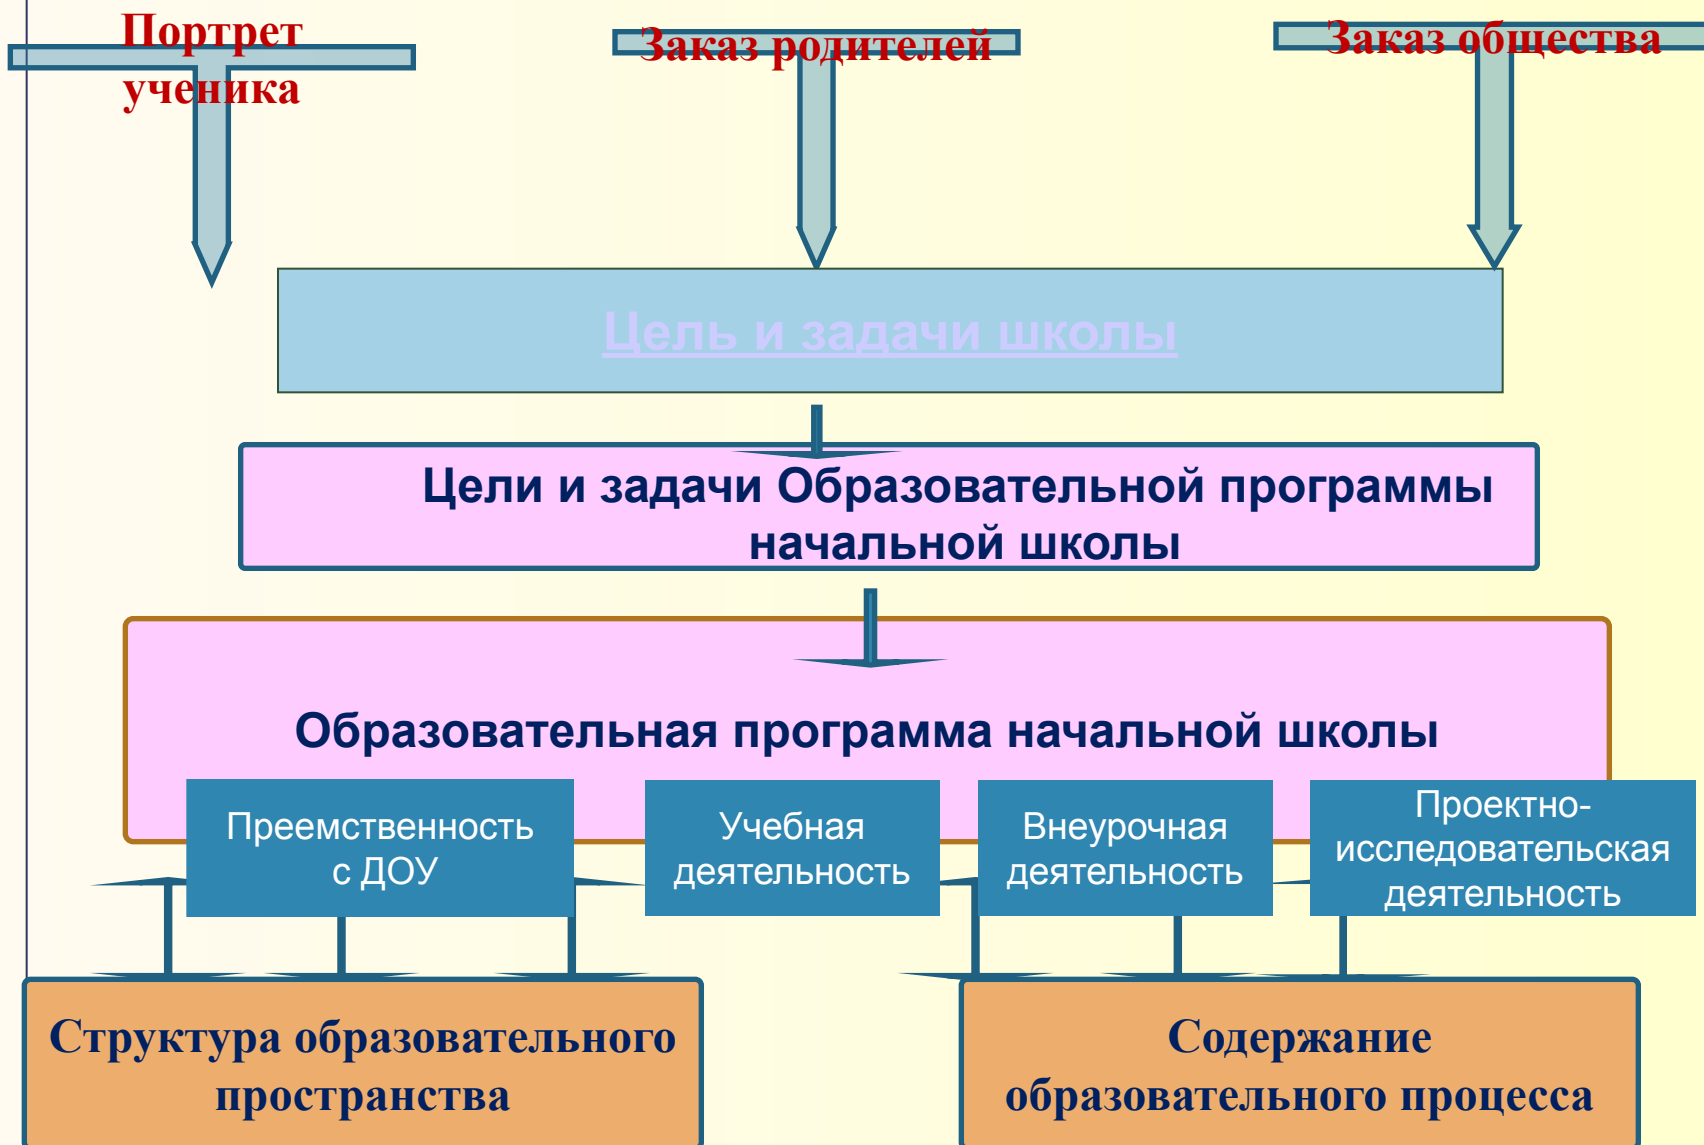 Портрет
ученика
Заказ родителей
Заказ общества
Цель и задачи школы
Цели и задачи Образовательной программы
начальной школы
Образовательная программа начальной школы
Преемственность
с ДОУ
Учебная
деятельность
Внеурочная
деятельность
Проектно-
исследовательская
деятельность
Структура образовательного
пространства
Содержание
образовательного процесса